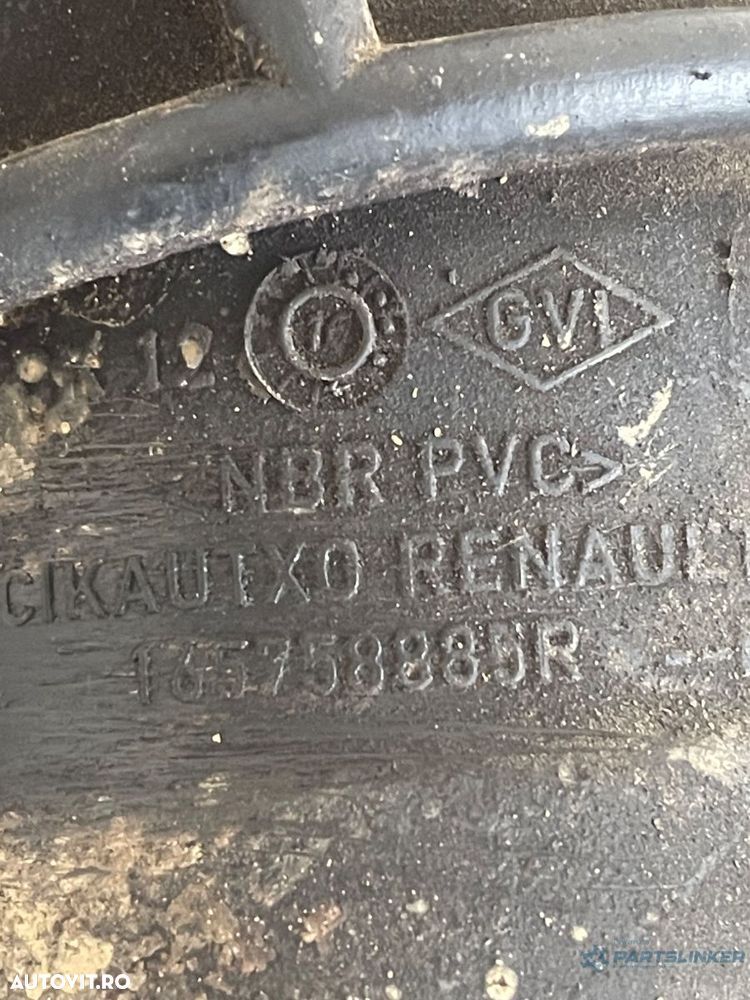 12 GVI
<NBR PVC>
CIKAUTXO RENAULT
165758885R
PARTSLINKER
AUTOVIT.RO